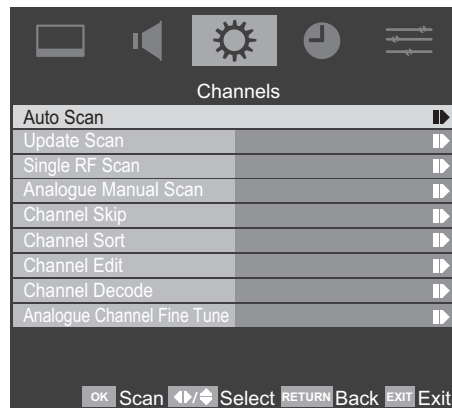 Channels
Auto Scan
Update Scan
Single RF Scan
Analogue Manual Scan
Channel Skip
Channel Sort
Channel Edit
Channel Decode
Analogue Channel Fine Tune
OK Scan Select RETURN Back EXIT Exit